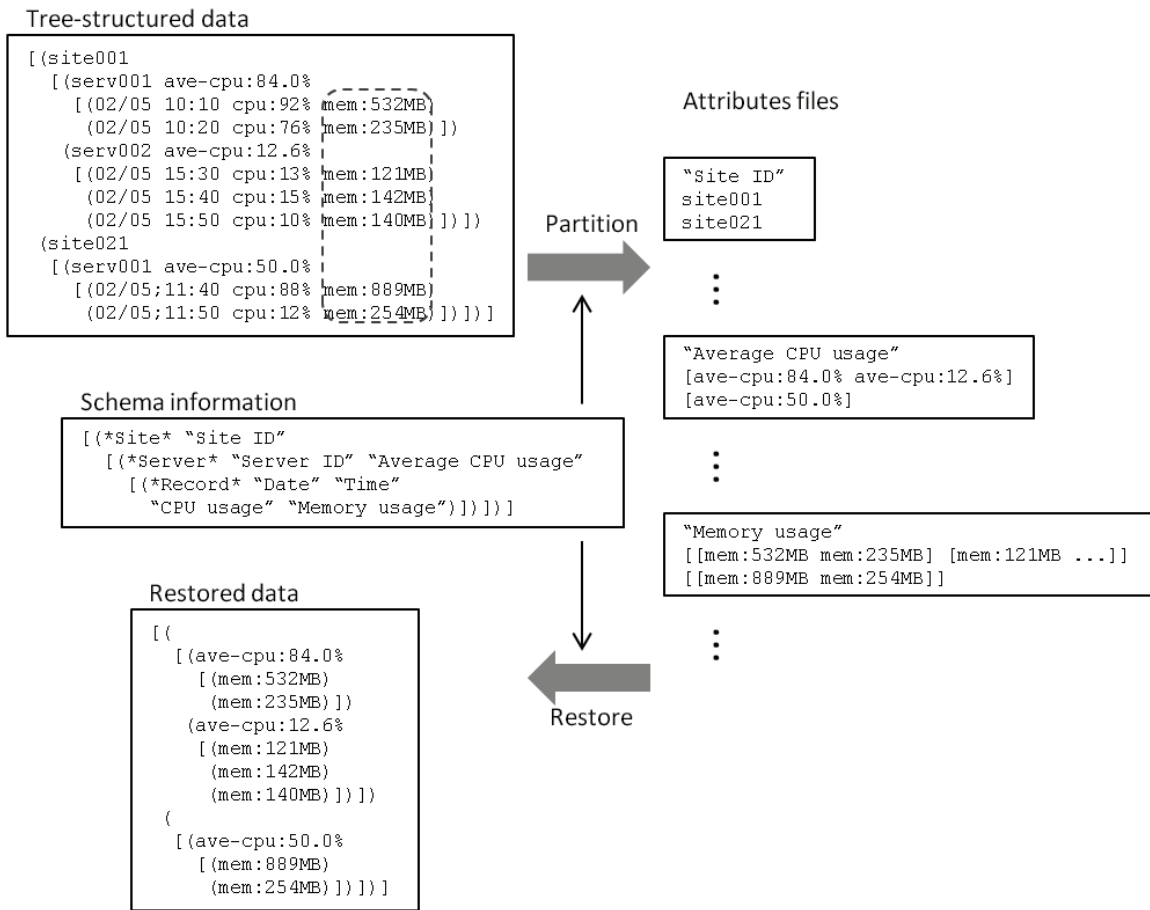 Tree-structured data
[(site001
[(serv001 ave-cpu:84.0%
[(02/05 10:10 cpu:92% mem:532MB)
(02/05 10:20 cpu:76% mem:235MB)])
(serv002 ave-cpu:12.6%
[(02/05 15:30 cpu:13% mem:121MB)
(02/05 15:40 cpu:15% mem:142MB)
(02/05 15:50 cpu:10% mem:140MB)])])
(site021
[(serv001 ave-cpu:50.0%
[(02/05;11:40 cpu:88% mem:889MB)
(02/05;11:50 cpu:12% mem:254MB)])])]
Schema information
[(*Site* “Site ID”
[(*Server* “Server ID” “Average CPU usage”
[(*Record* “Date” “Time”
“CPU usage” “Memory usage”)])])]
Restored data
[(
[(ave-cpu:84.0%
[(mem:532MB)
(mem:235MB)])
(ave-cpu:12.6%
[(mem:121MB)
(mem:142MB)
(mem:140MB)])])
(
[(ave-cpu:50.0%
[(mem:889MB)
(mem:254MB)])])]
Partition
Restore
Attributes files
“Site ID”
site001
site021
“Average CPU usage”
[ave-cpu:84.0% ave-cpu:12.6%]
[ave-cpu:50.0%]
“Memory usage”
[[mem:532MB mem:235MB] [mem:121MB ...]]
[[mem:889MB mem:254MB]]